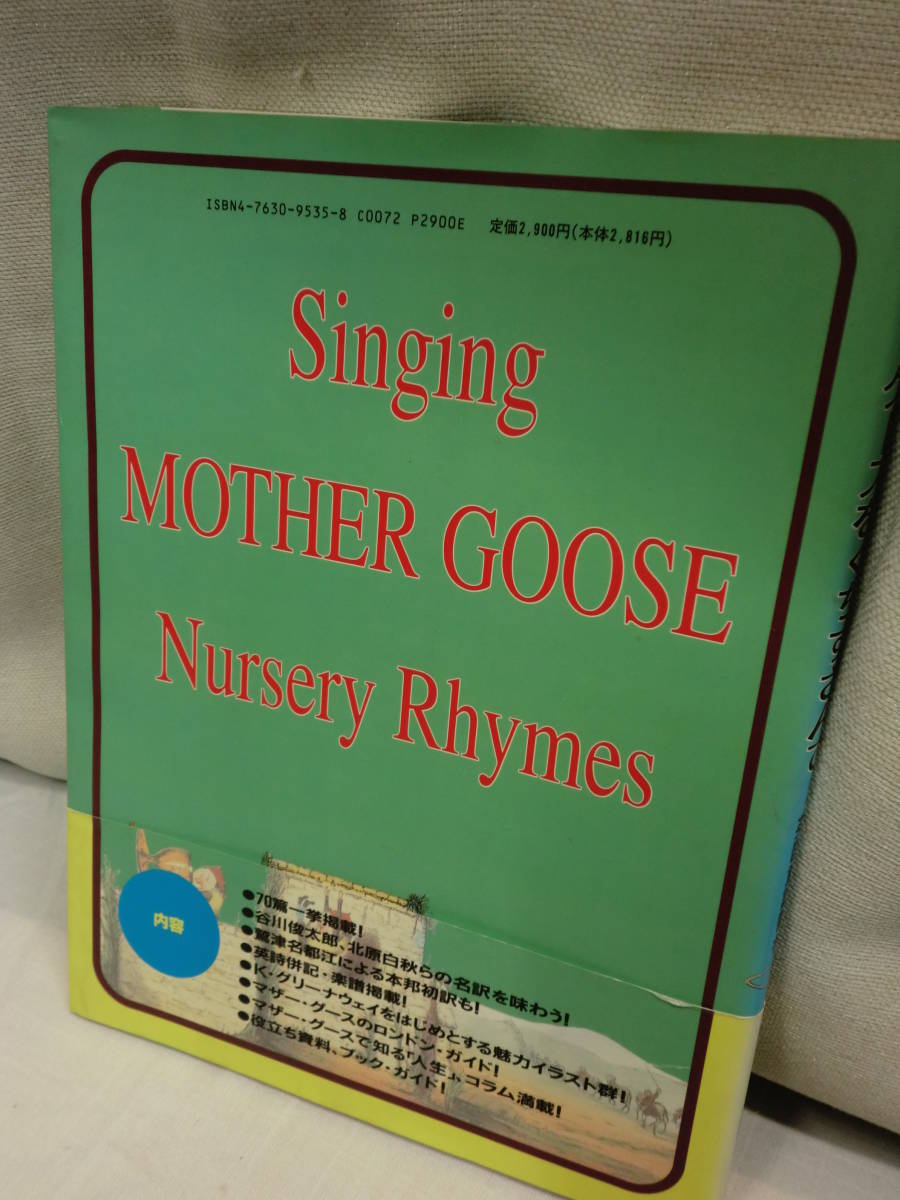 ISBN4-7630-9535-8 C0072 P2900E 定価2,900円(本体2,816円)
Singing
MOTHER GOOSE
Nursery Rhymes
内容
●70篇一挙掲載!
●谷川俊太郎、北原白秋らの名訳を味わう!
●鷲津名都江による本邦初訳も!
●英詩併記・楽譜掲載!
●K・グリーナウェイをはじめとする魅力イラスト群!
●マザー・グースのロンドン・ガイド!
●マザー・グースで知る「人生」、コラム満載!
●役立ち資料、ブック・ガイド!